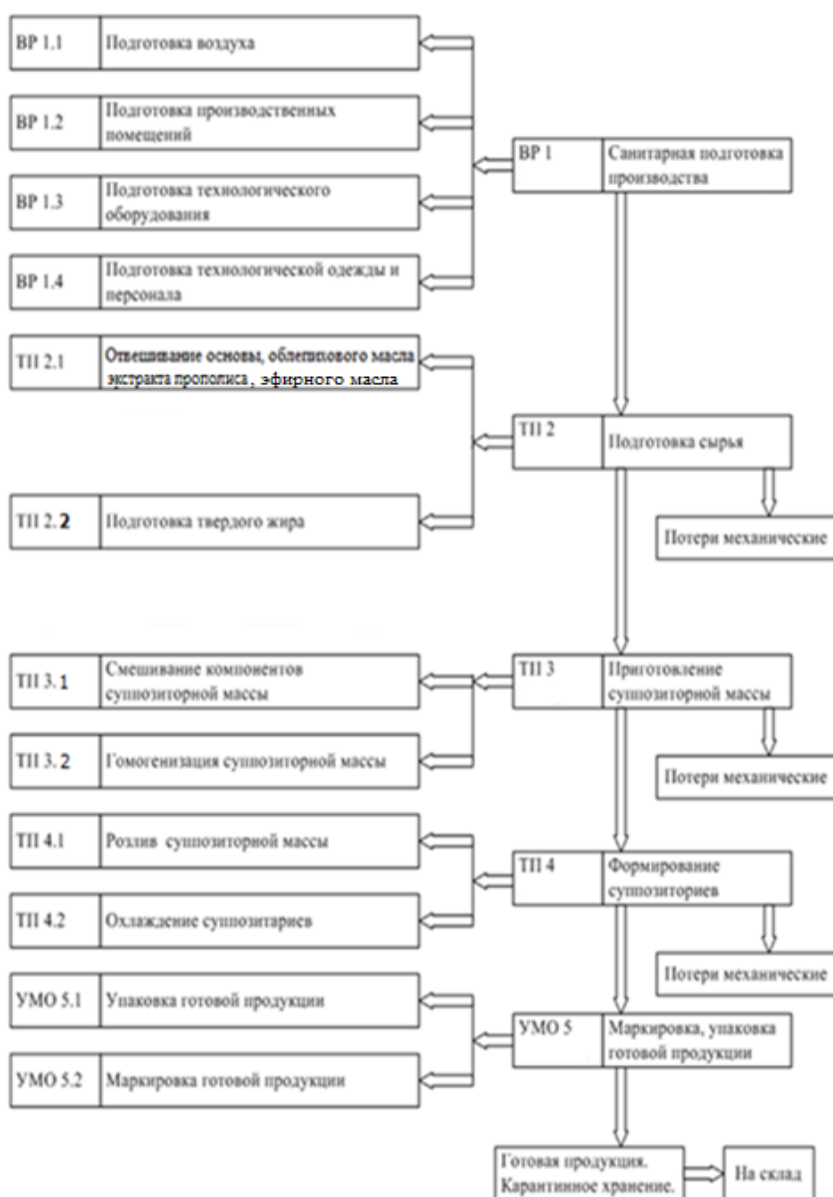 ВР 1.1 Подготовка воздуха
ВР 1.2 Подготовка производственных
помещений
ВР 1 Санитарная подготовка
производства
ВР 1.3 Подготовка технологического
оборудования
ВР 1.4 Подготовка технологической одежды и
персонала
ТП 2.1 Отвешивание основы, облепихового масла
экстракта прополиса, эфирного масла
ТП 2 Подготовка сырья
ТП 2.2 Подготовка твердого жира
Потери механические
ТП 3.1 Смешивание компонентов
суппозиторной массы
ТП 3 Приготовление
суппозиторной массы
ТП 3.2 Гомогенизация суппозиторной массы
Потери механические
ТП 4.1 Розлив суппозиторной массы
ТП 4 Формирование
суппозиториев
ТП 4.2 Охлаждение суппозитариев
Потери механические
УМО 5.1 Упаковка готовой продукции
УМО 5 Маркировка, упаковка
готовой продукции
УМО 5.2 Маркировка готовой продукции
Готовая продукция.
Карантинное хранение.
На склад